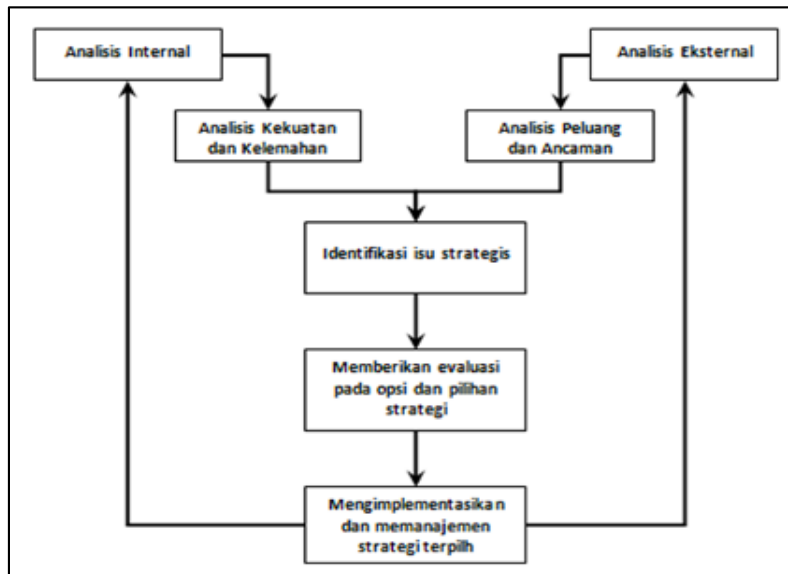 Analisis Internal
Analisis Eksternal
Analisis Kekuatan
dan Kelemahan
Analisis Peluang
dan Ancaman
Identifikasi isu strategis
Memberikan evaluasi
pada opsi dan pilihan
strategi
Mengimplementasikan
dan memanajemen
strategi terpilh